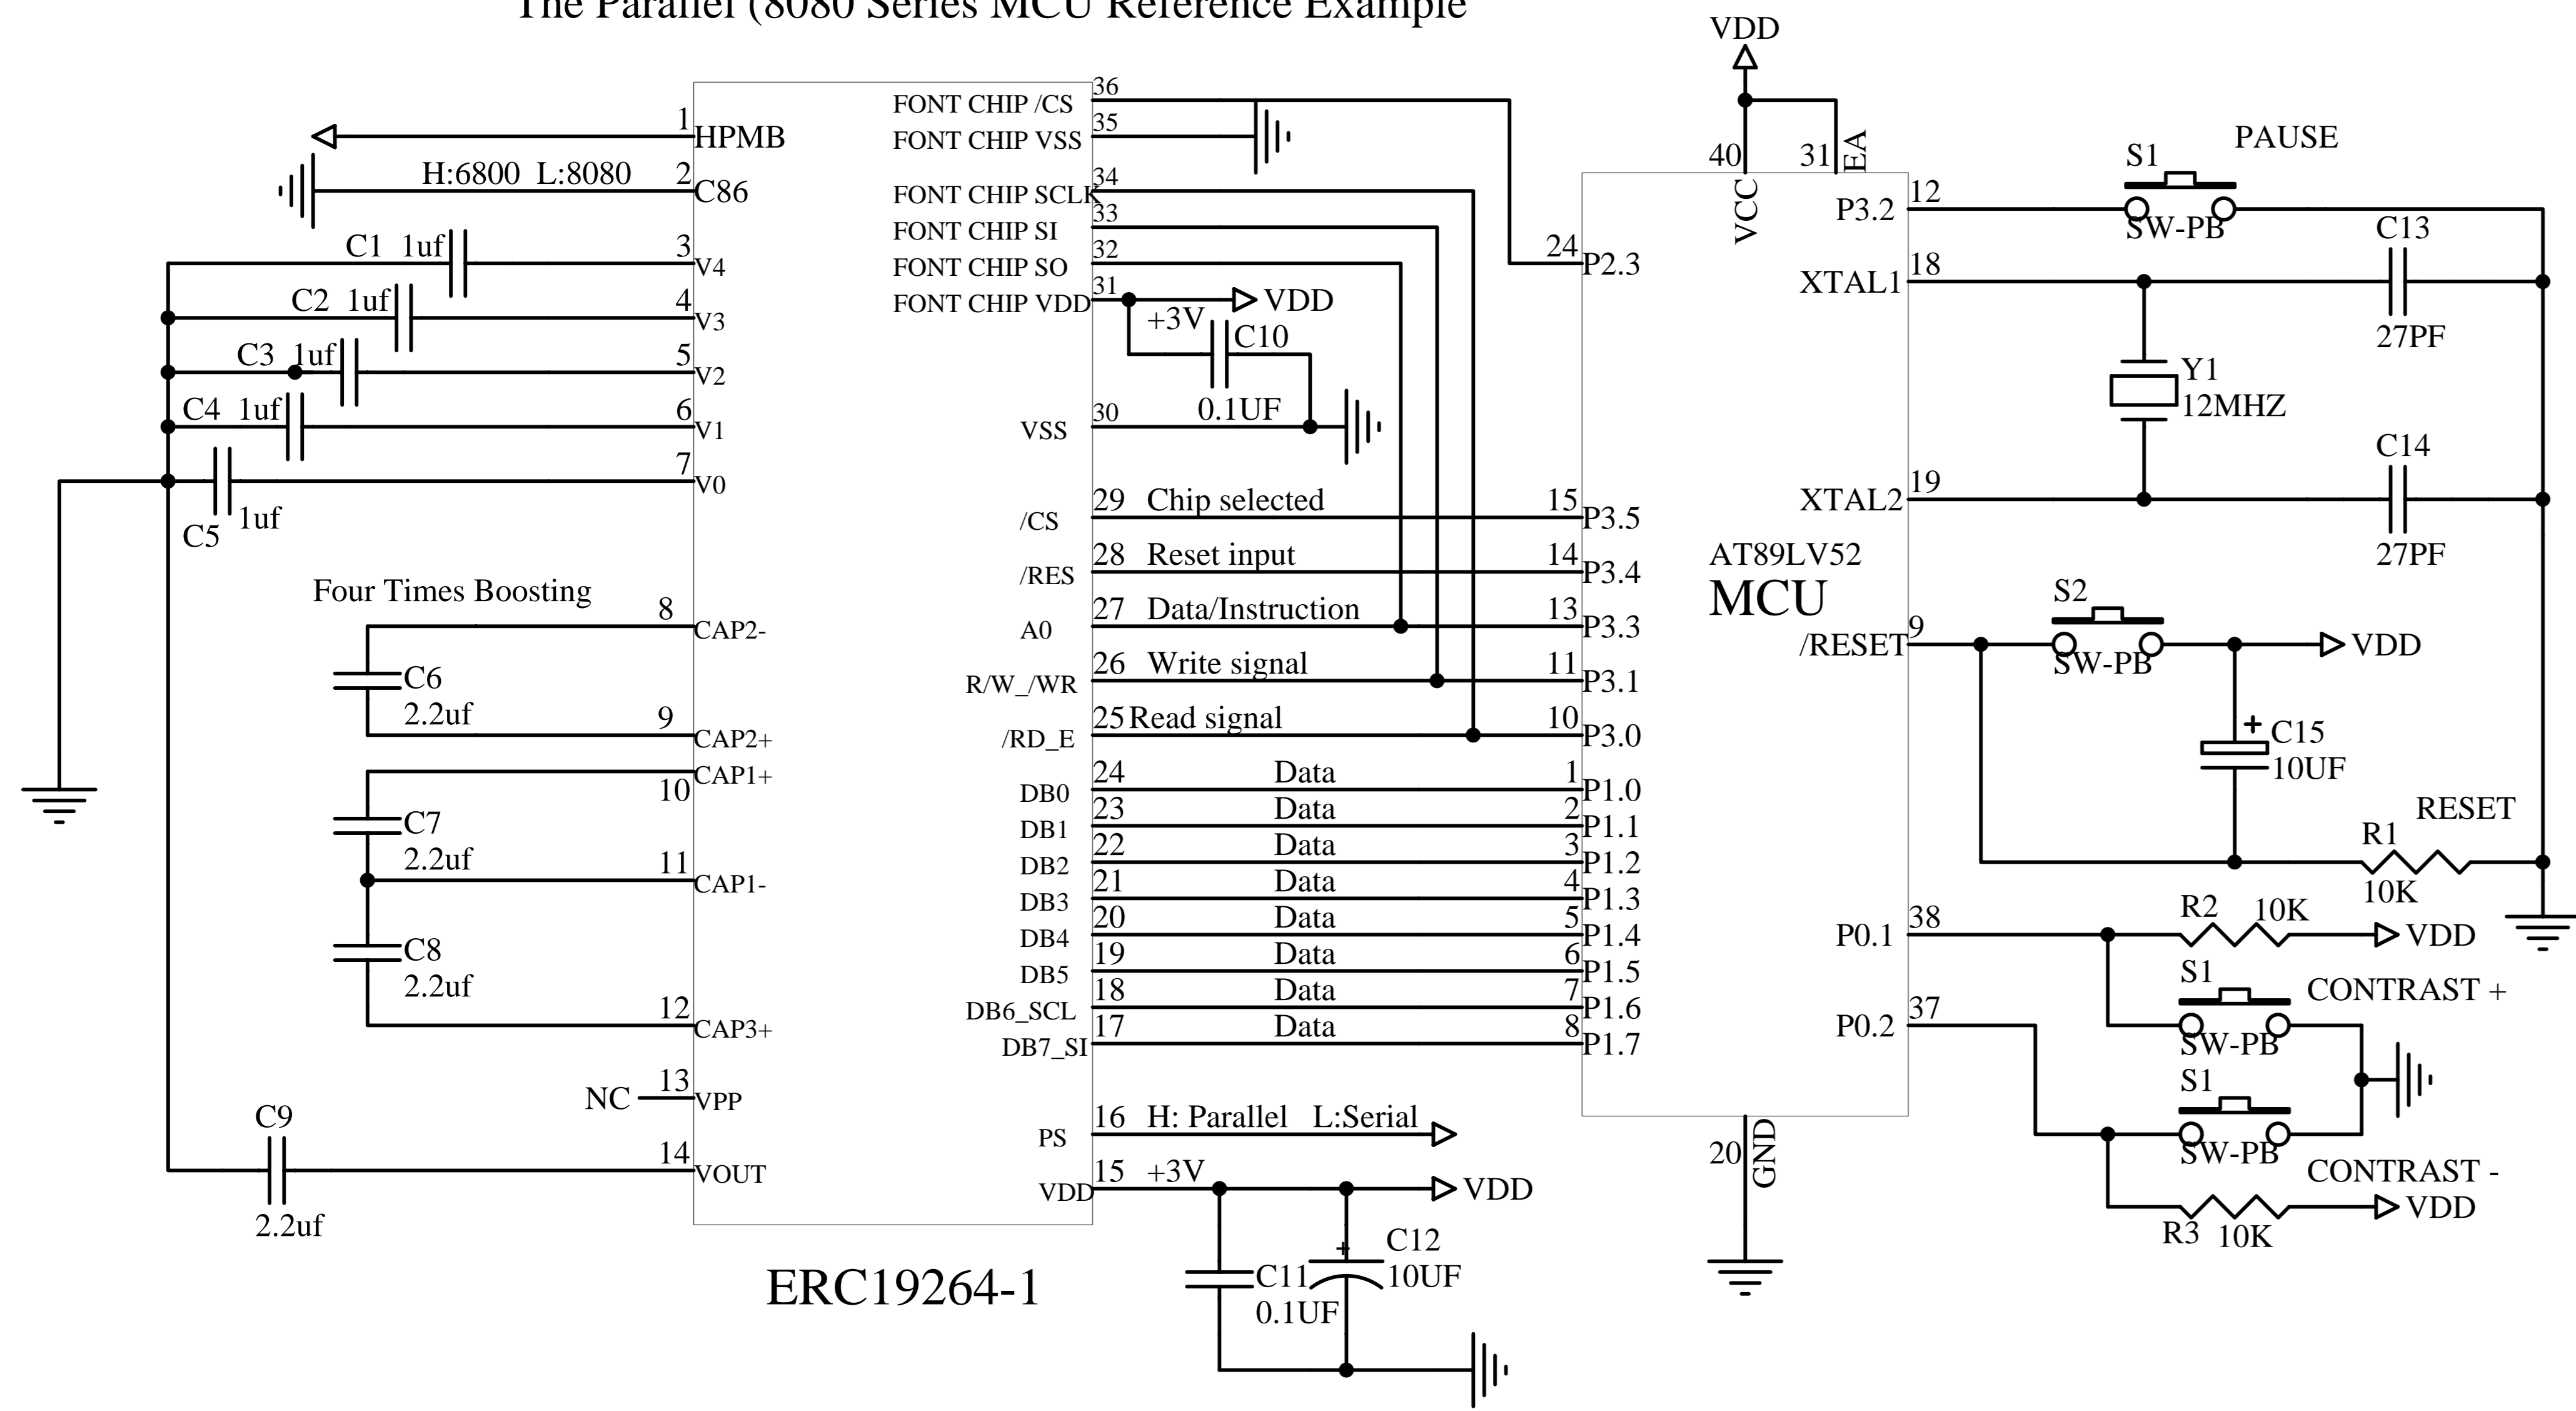 The Parallel (8080 Series MCU Reference Example
1 HPMB
H:6800 L:8080 2 C86
C1 1uf 3 V4
C2 1uf 4 V3
C3 1uf 5 V2
C4 1uf 6 V1
C5 1uf 7 V0
Four Times Boosting
8 CAP2-
C6
2.2uf
9 CAP2+
10 CAP1+
C7
2.2uf
11 CAP1-
C8
2.2uf
12 CAP3+
NC 13 VPP
C9
2.2uf
14 VOUT
FONT CHIP /CS 36
FONT CHIP VSS 35
FONT CHIP SCLK 34
FONT CHIP SI 33
FONT CHIP SO 32
FONT CHIP VDD 31
VDD
+3V
C10
0.1UF
VSS 30
/CS 29 Chip selected 15 P3.5
/RES 28 Reset input 14 P3.4
A0 27 Data/Instruction 13 P3.3
R/W_/WR 26 Write signal 11 P3.1
/RD_E 25 Read signal 10 P3.0
DB0 24 Data 1 P1.0
DB1 23 Data 2 P1.1
DB2 22 Data 3 P1.2
DB3 21 Data 4 P1.3
DB4 20 Data 5 P1.4
DB5 19 Data 6 P1.5
DB6_SCL 18 Data 7 P1.6
DB7_SI 17 Data 8 P1.7
PS 16 H: Parallel L:Serial
VDD 15 +3V VDD
C11
0.1UF
C12
+
10UF
ERC19264-1
VDD
40 VCC
31 EA
24 P2.3
AT89LV52
MCU
20 GND
P3.2 12
S1
SW-PB
PAUSE
XTAL1 18
C13
27PF
Y1
12MHZ
XTAL2 19
C14
27PF
/RESET 9
S2
SW-PB
VDD
+
C15
10UF
RESET
R1
10K
P0.1 38
R2 10K
VDD
S1
SW-PB
CONTRAST +
P0.2 37
S1
SW-PB
CONTRAST -
R3 10K
VDD